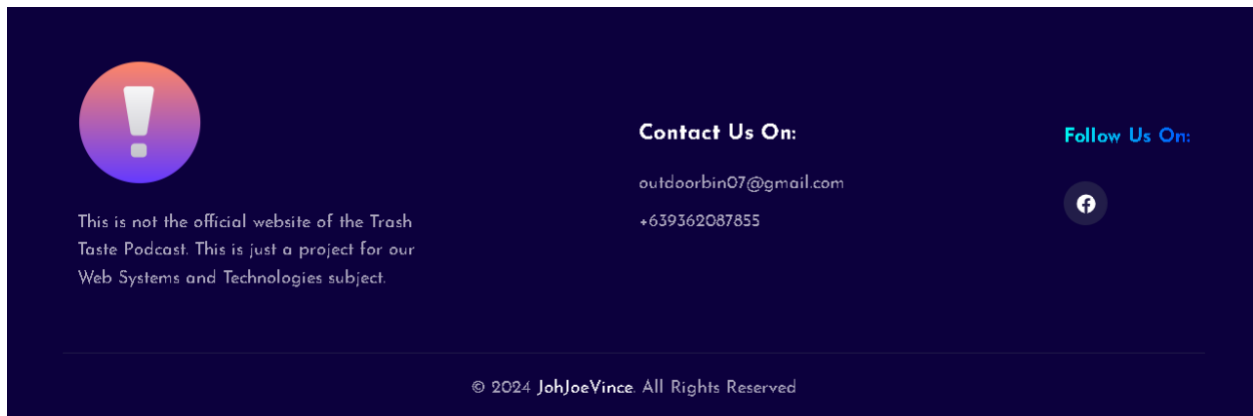 This is not the official website of the Trash
Taste Podcast. This is just a project for our
Web Systems and Technologies subject.
Contact Us On:
outdoorbin07@gmail.com
+639362087855
Follow Us On:
© 2024 JohJoeVince. All Rights Reserved